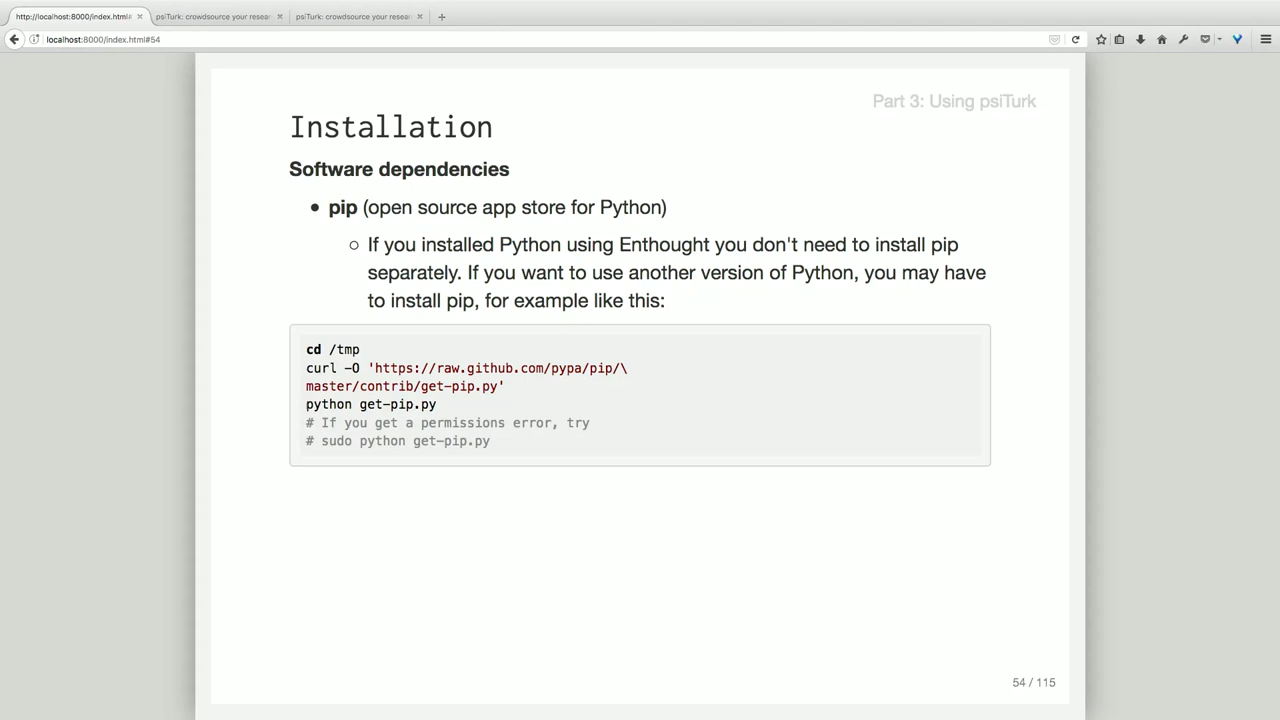 http://localhost:8000/index.html#
psiTurk: crowdsource your resear
psiTurk: crowdsource your resear
localhost:8000/index.html#54
Part 3: Using psiTurk
Installation
Software dependencies
• pip (open source app store for Python)
○ If you installed Python using Enthought you don't need to install pip
separately. If you want to use another version of Python, you may have
to install pip, for example like this:
cd /tmp
curl -O 'https://raw.github.com/pypa/pip/\
master/contrib/get-pip.py'
python get-pip.py
# If you get a permissions error, try
# sudo python get-pip.py
54 / 115